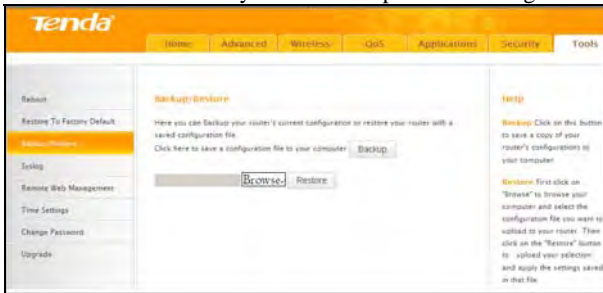 Tenda
Home Advanced Wireless QoS Applications Security Tools
Reboot
Restore To Factory Default
Backup/Restore
Syslog
Remote Web Management
Time Settings
Change Password
Upgrade
Backup/Restore
Here you can Backup your router's current configuration or restore your router with a
saved configuration file.
Click here to save a configuration file to your computer Backup
Browse. Restore
Help
Backup: Click on this button
to save a copy of your
router's configurations to
your computer.
Restore: First click on
"Browse" to browse your
computer and select the
configuration file you want to
upload to your router. Then
click on the "Restore" button
to upload your selection
and apply the settings saved
in that file.